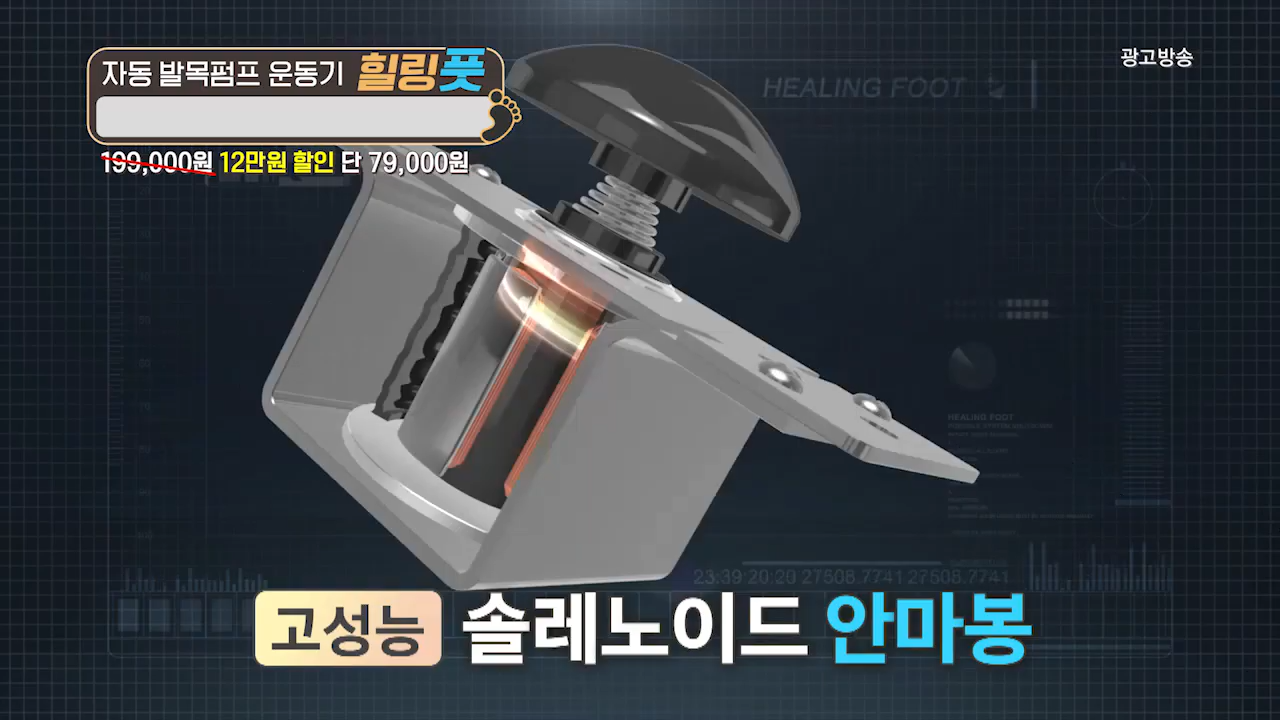 자동 발목펌프 운동기 힐링풋
199,000원 12만원 할인 단 79,000원
광고방송
HEALING FOOT
HEALING FOOT
23:39:20:20 27508.7741 27508.7741
고성능 솔레노이드 안마봉